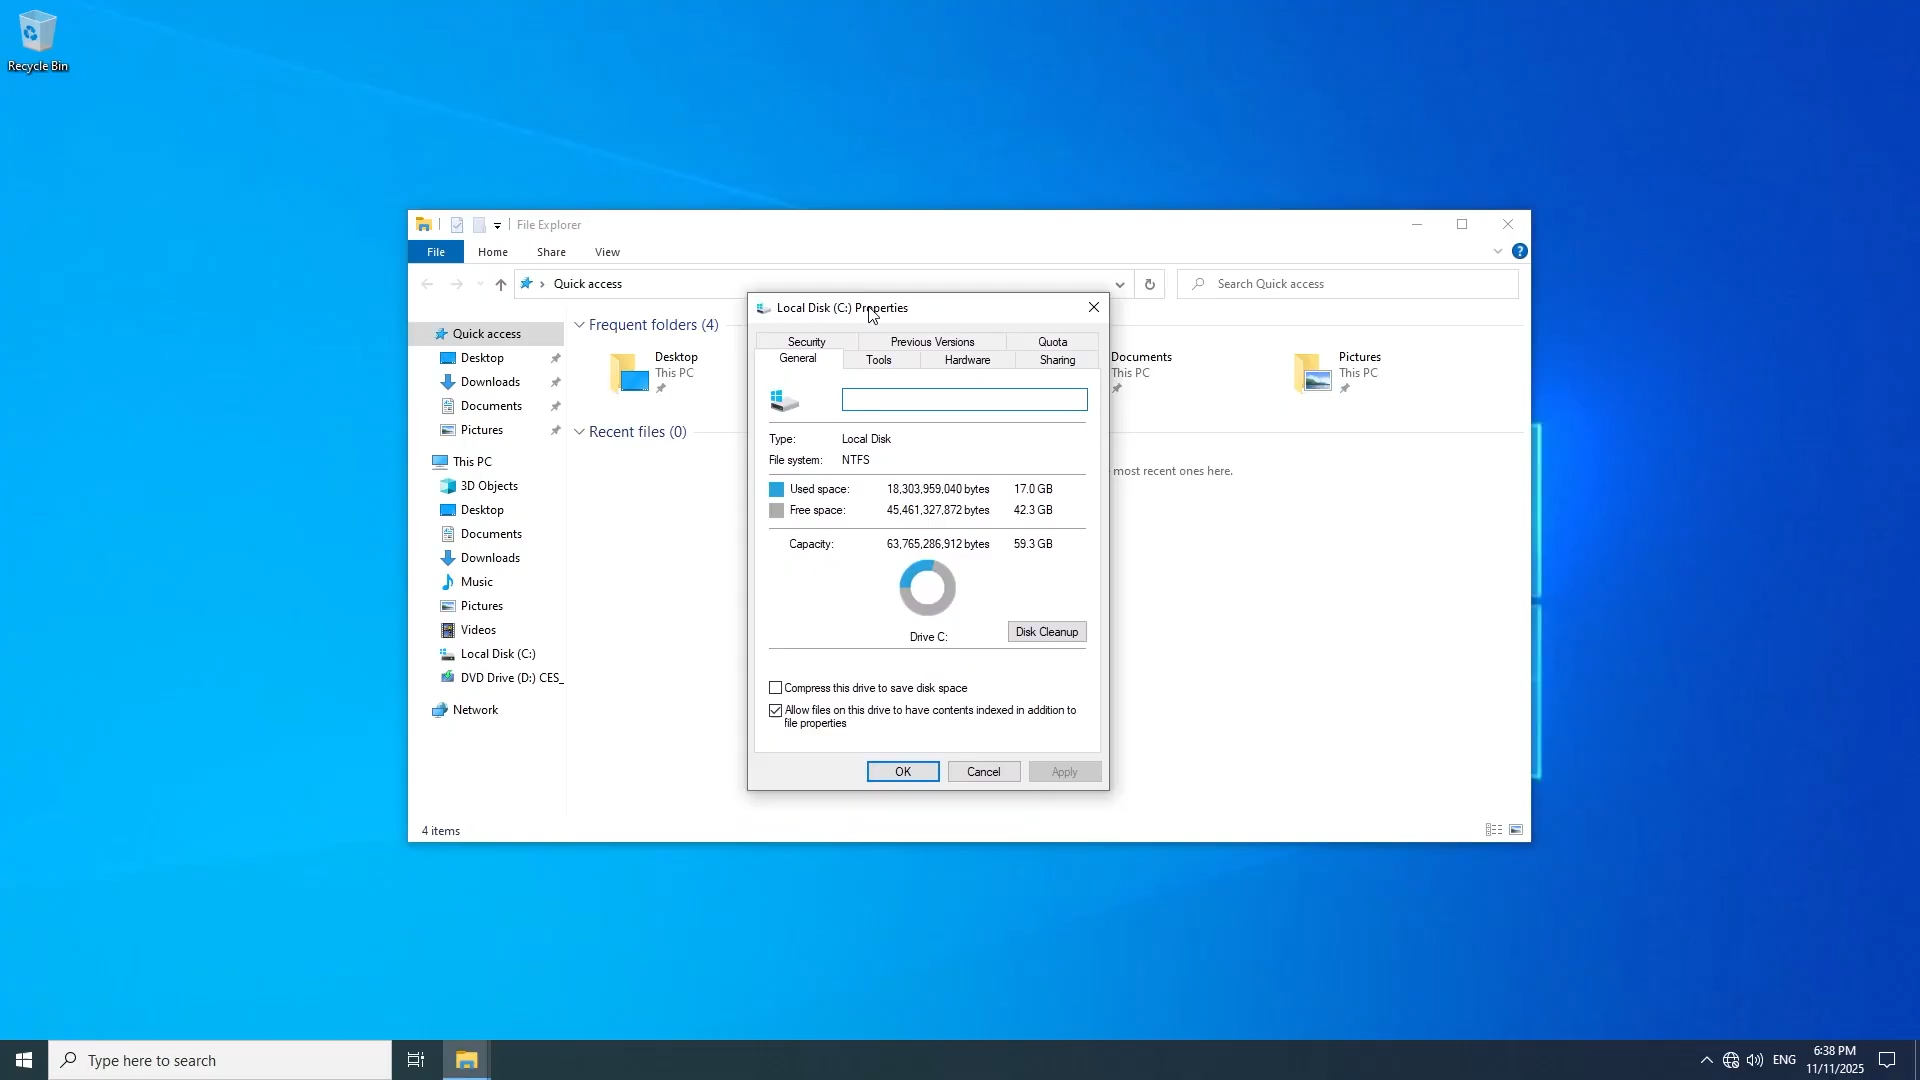 Recycle Bin
File Explorer
File
Home
Share
View
?
Quick access
Search Quick access
Quick access
Desktop
Downloads
Documents
Pictures
This PC
3D Objects
Desktop
Documents
Downloads
Music
Pictures
Videos
Local Disk (C:)
DVD Drive (D:) CES_
Network
Frequent folders (4)
Desktop
This PC
Documents
This PC
Pictures
This PC
Recent files (0)
most recent ones here.
4 items
Local Disk (C:) Properties
Security
Previous Versions
Quota
General
Tools
Hardware
Sharing
Type: Local Disk
File system: NTFS
Used space: 18,303,959,040 bytes 17.0 GB
Free space: 45,461,327,872 bytes 42.3 GB
Capacity: 63,765,286,912 bytes 59.3 GB
Drive C:
Disk Cleanup
Compress this drive to save disk space
Allow files on this drive to have contents indexed in addition to
file properties
OK
Cancel
Apply
Type here to search
ENG
6:38 PM
11/11/2025